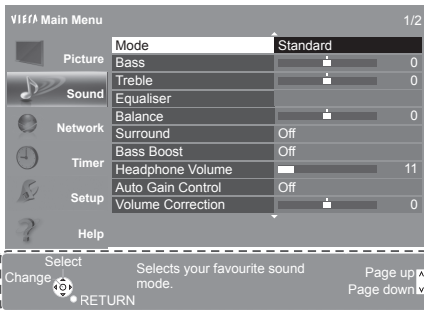 VIErA Main Menu 1/2
Picture
Sound
Network
Timer
Setup
Help
Mode Standard
Bass 0
Treble 0
Equaliser
Balance 0
Surround Off
Bass Boost Off
Headphone Volume 11
Auto Gain Control Off
Volume Correction 0
Select
Change
RETURN
Selects your favourite sound
mode.
Page up
Page down